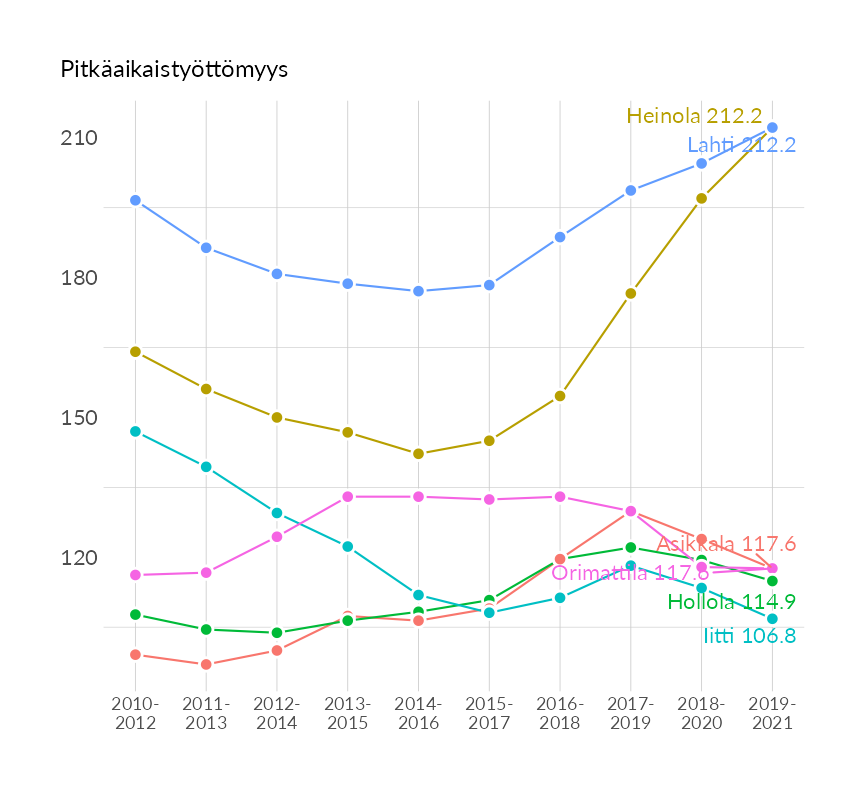 Pitkäaikaistyöttömyys
Heinola 212.2
210
Lahti 212.2
180
150
Asikkala 117.6
120
Orimattila 117.6
Hollola 114.9
Iitti 106.8
2010- 2011- 2012- 2013- 2014- 2015- 2016- 2017- 2018- 2019-
2012 2013 2014 2015 2016 2017 2018 2019 2020 2021